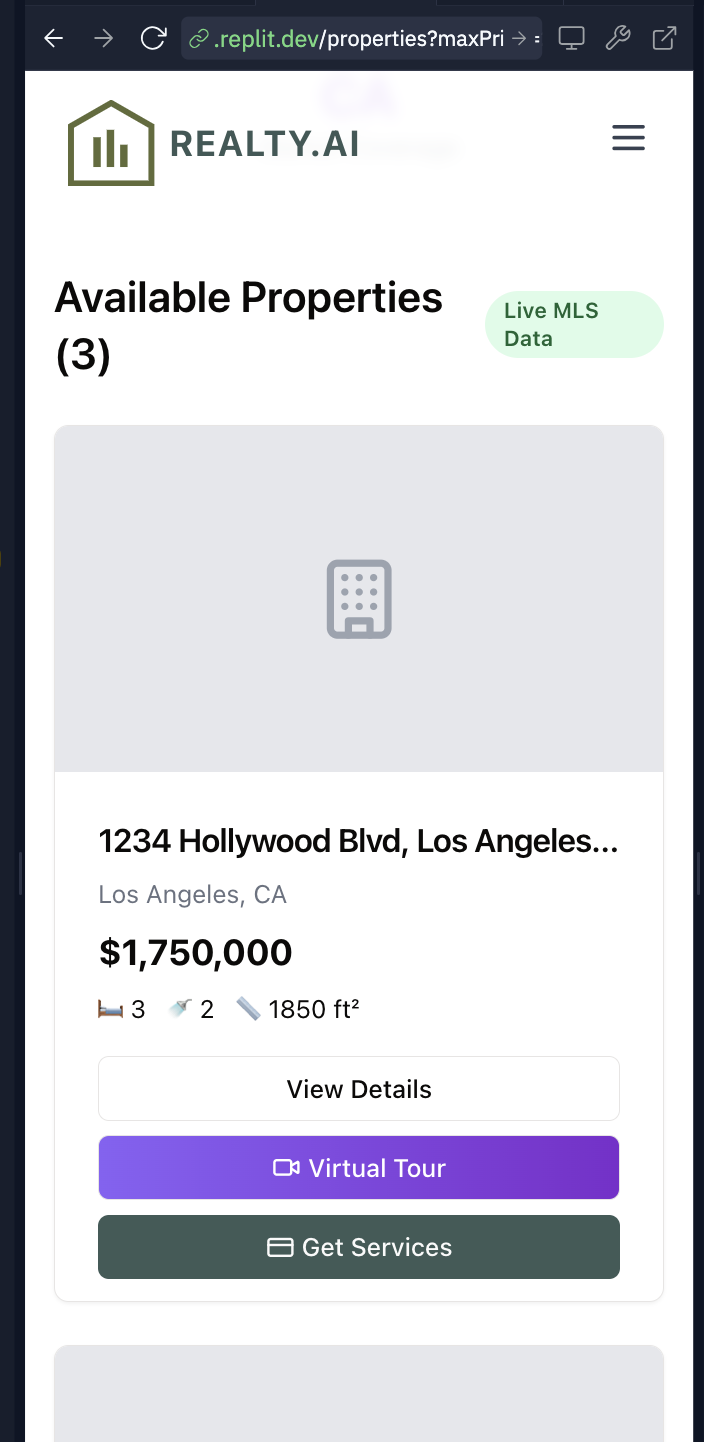 .replit.dev/properties?maxPri
REALTY.AI
Available Properties
(3)
Live MLS
Data
1234 Hollywood Blvd, Los Angeles...
Los Angeles, CA
$1,750,000
3 2 1850 ft²
View Details
Virtual Tour
Get Services